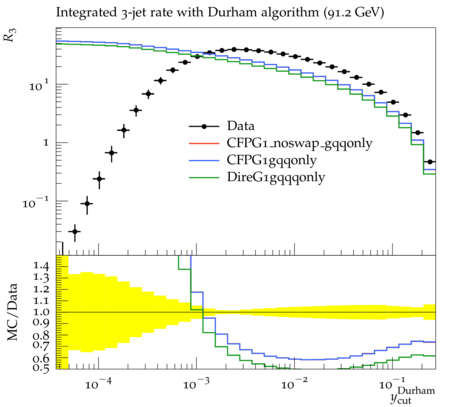 Integrated 3-jet rate with Durham algorithm (91.2 GeV)
R3
10^1
1
10^−1
Data
CFPG1_noswap_gqqonly
CFPG1gqqonly
DireG1gqqqonly
MC/Data
1.4
1.3
1.2
1.1
1.0
0.9
0.8
0.7
0.6
0.5
10^−4 10^−3 10^−2 10^−1
y_cut^Durham